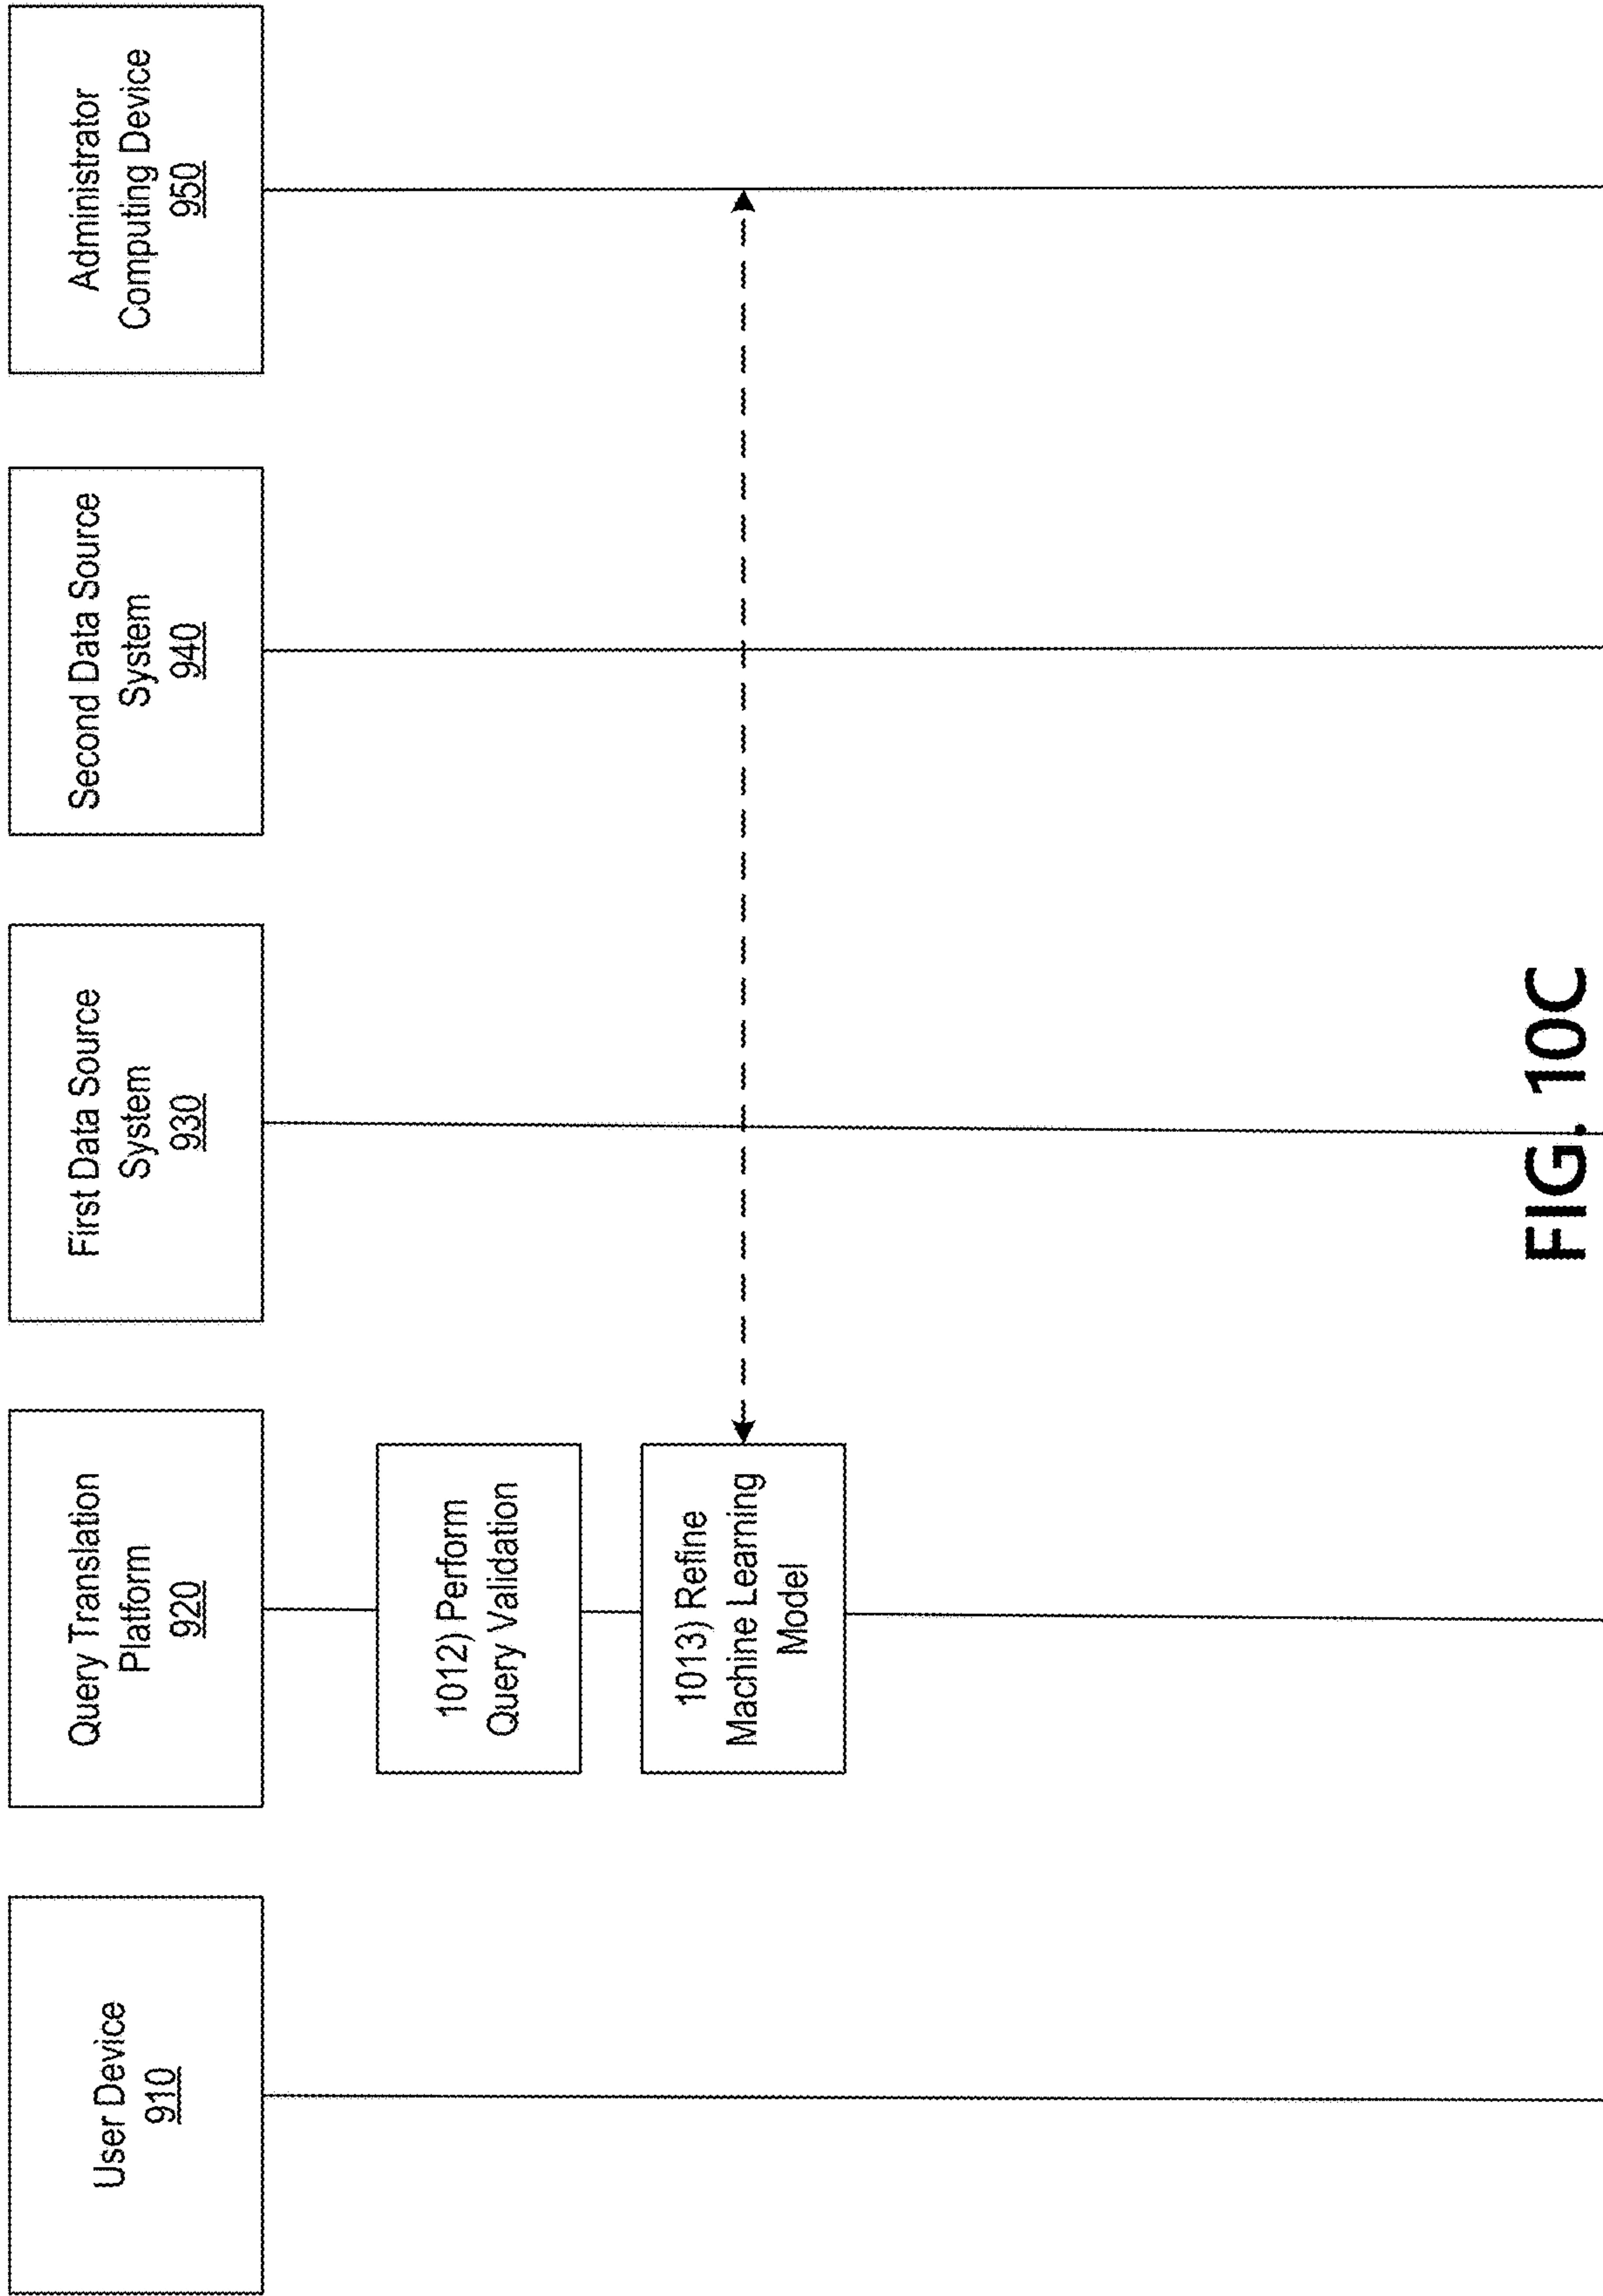 User Device
910
Query Translation
Platform
920
First Data Source
System
930
Second Data Source
System
940
Administrator
Computing Device
950
1012) Perform
Query Validation
1013) Refine
Machine Learning
Model
FIG. 10C